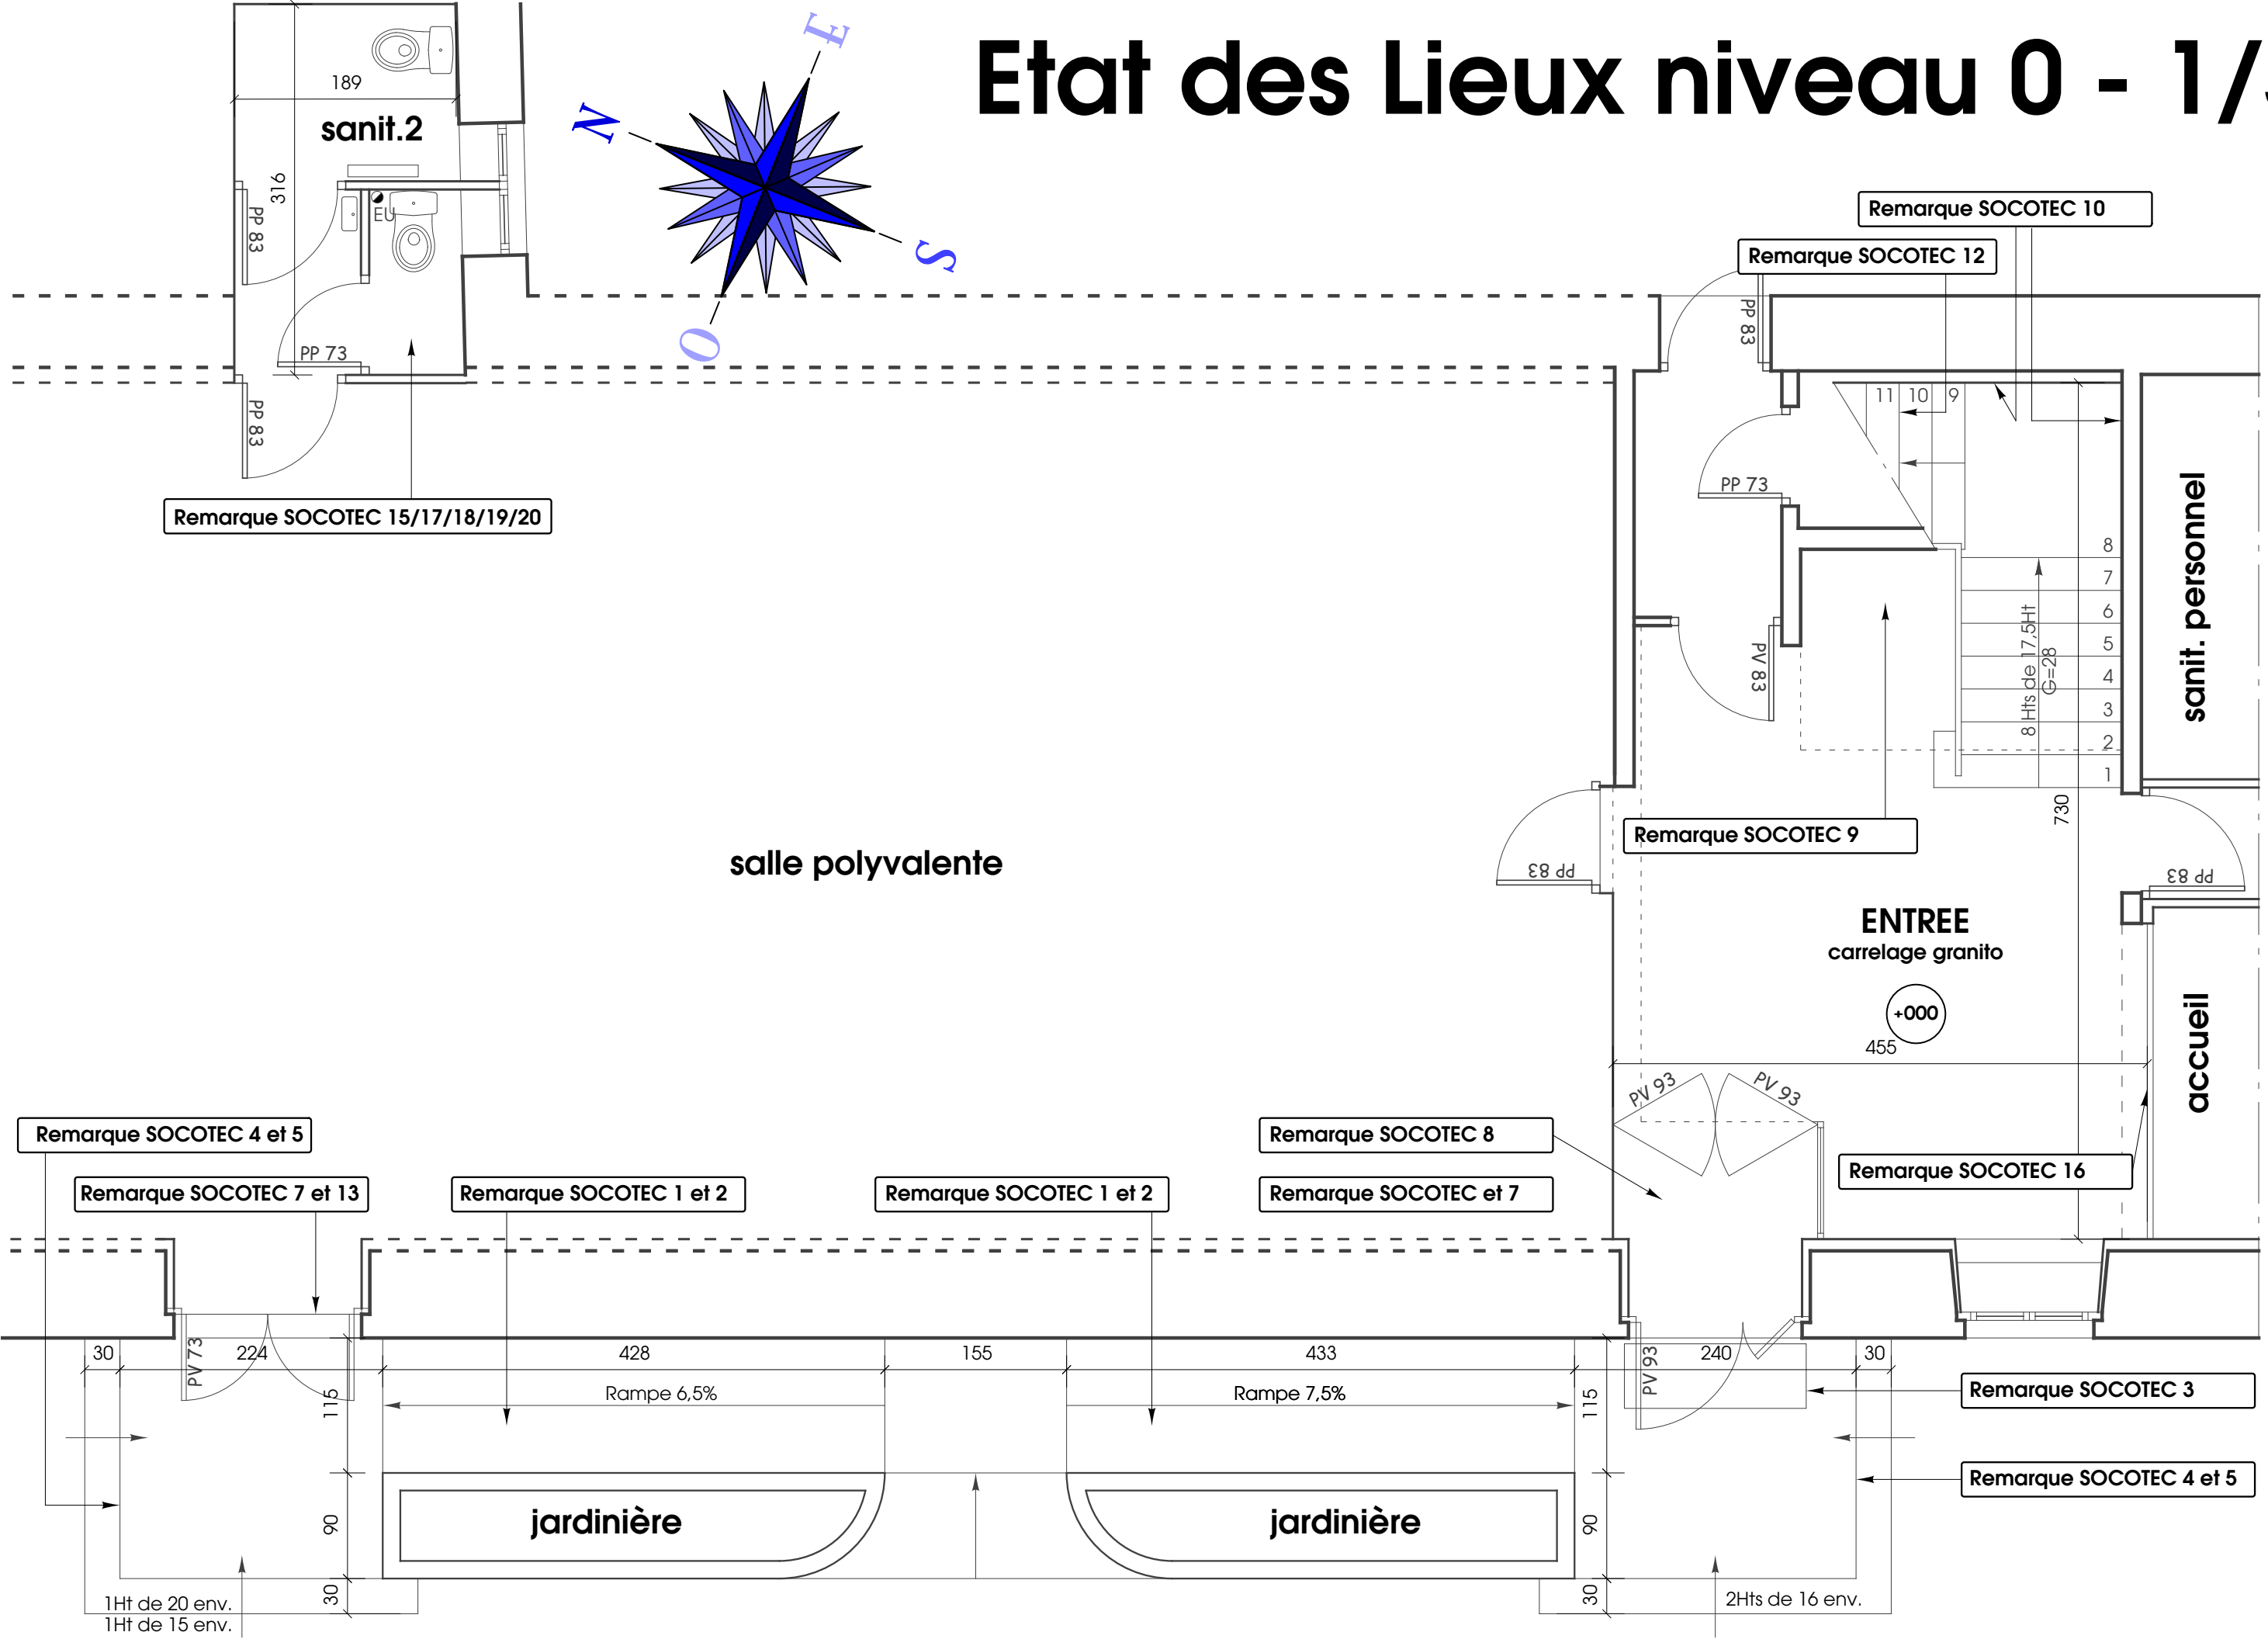 Etat des Lieux niveau 0 - 1/
E
N
S
O
189
sanit.2
316
PP 83
EU
PP 73
PP 83
Remarque SOCOTEC 15/17/18/19/20
Remarque SOCOTEC 10
Remarque SOCOTEC 12
PP 83
11 10 9
PP 73
8
7
6
5
4
3
2
1
8 Hts de 17,5Ht
G=28
PV 83
sanit. personnel
730
Remarque SOCOTEC 9
PP 83
PP 83
salle polyvalente
ENTREE
carrelage granito
+000
455
accueil
PV 93
PV 93
Remarque SOCOTEC 4 et 5
Remarque SOCOTEC 8
Remarque SOCOTEC 16
Remarque SOCOTEC 7 et 13
Remarque SOCOTEC 1 et 2
Remarque SOCOTEC 1 et 2
Remarque SOCOTEC et 7
30 224 428 155 433 240 30
PV 73
PV 93
Rampe 6,5%
Rampe 7,5%
115
115
Remarque SOCOTEC 3
Remarque SOCOTEC 4 et 5
jardinière
jardinière
90
90
30
30
1Ht de 20 env.
1Ht de 15 env.
2Hts de 16 env.